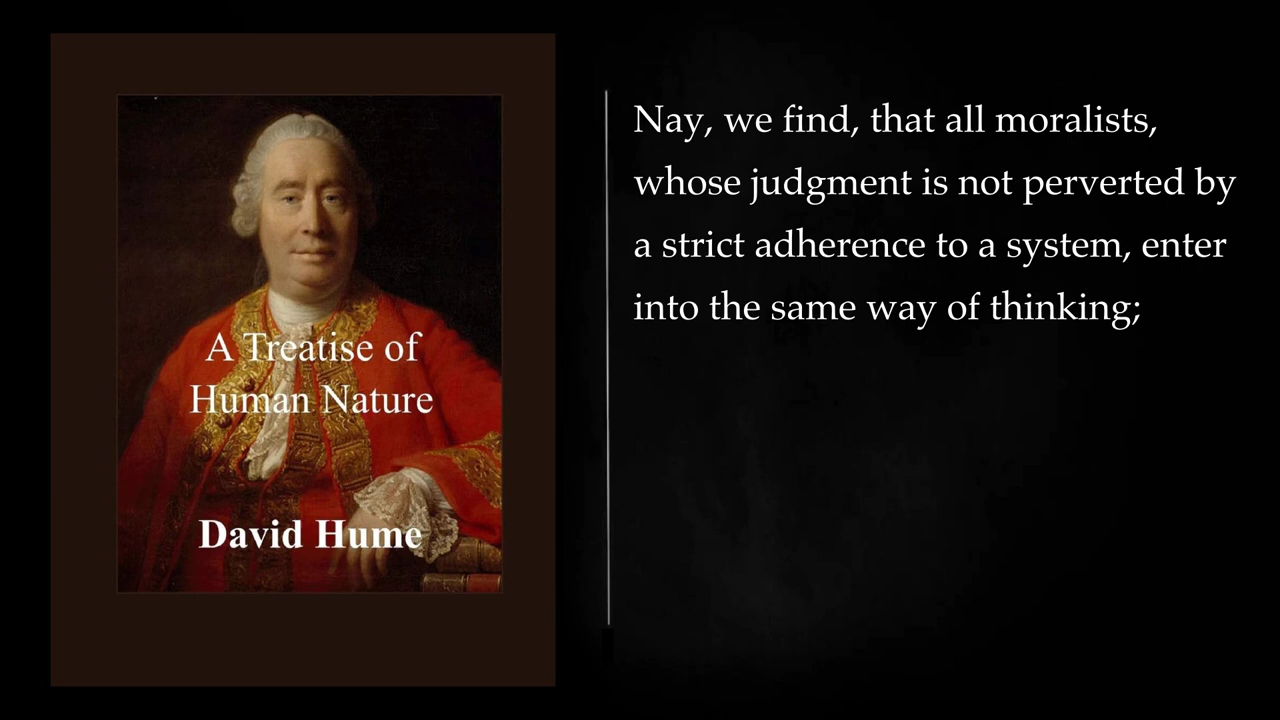 A Treatise of
Human Nature
David Hume
Nay, we find, that all moralists,
whose judgment is not perverted by
a strict adherence to a system, enter
into the same way of thinking;